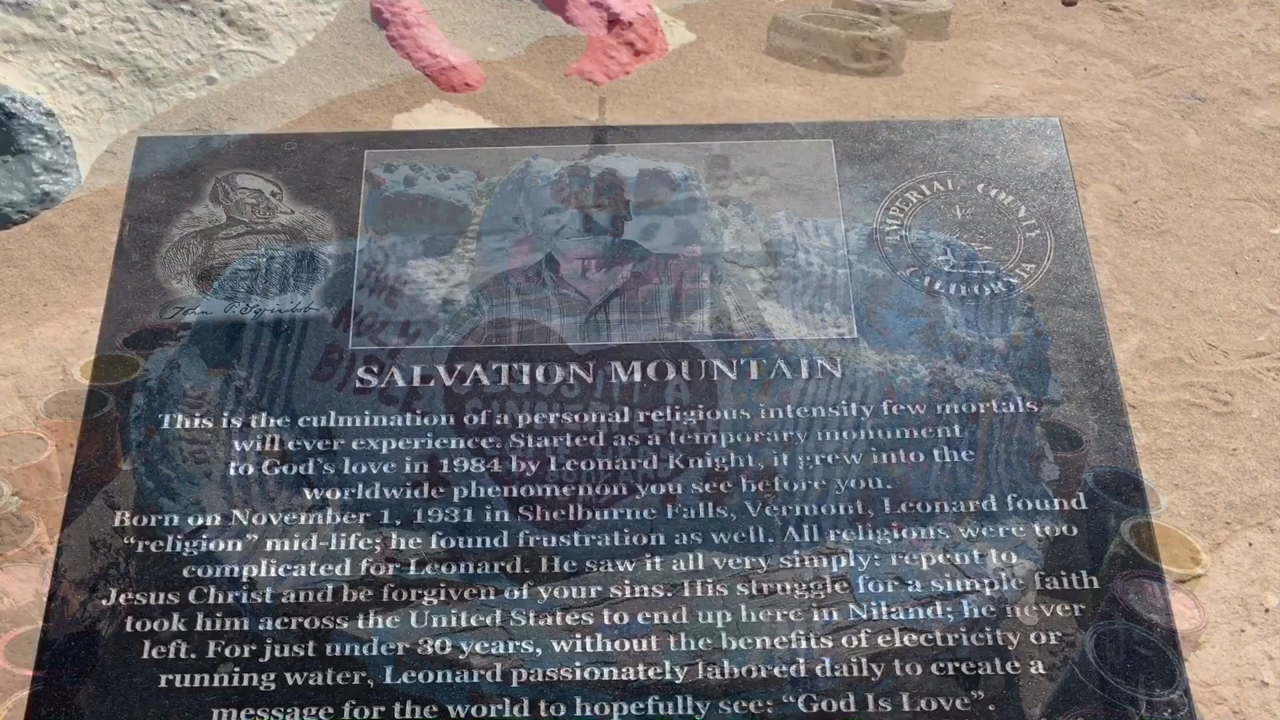 IMPERIAL COUNTY
CALIFORNIA
THE
HOLY
BIBLE
SALVATION MOUNTAIN
This is the culmination of a personal religious intensity few mortals
will ever experience. Started as a temporary monument
to God's love in 1984 by Leonard Knight, it grew into the
worldwide phenomenon you see before you.
Born on November 1, 1931 in Shelburne Falls, Vermont, Leonard found
"religion" mid-life; he found frustration as well. All religions were too
complicated for Leonard. He saw it all very simply: repent to
Jesus Christ and be forgiven of your sins. His struggle for a simple faith
took him across the United States to end up here in Niland; he never
left. For just under 30 years, without the benefits of electricity or
running water, Leonard passionately labored daily to create a
message for the world to hopefully see: "God Is Love".